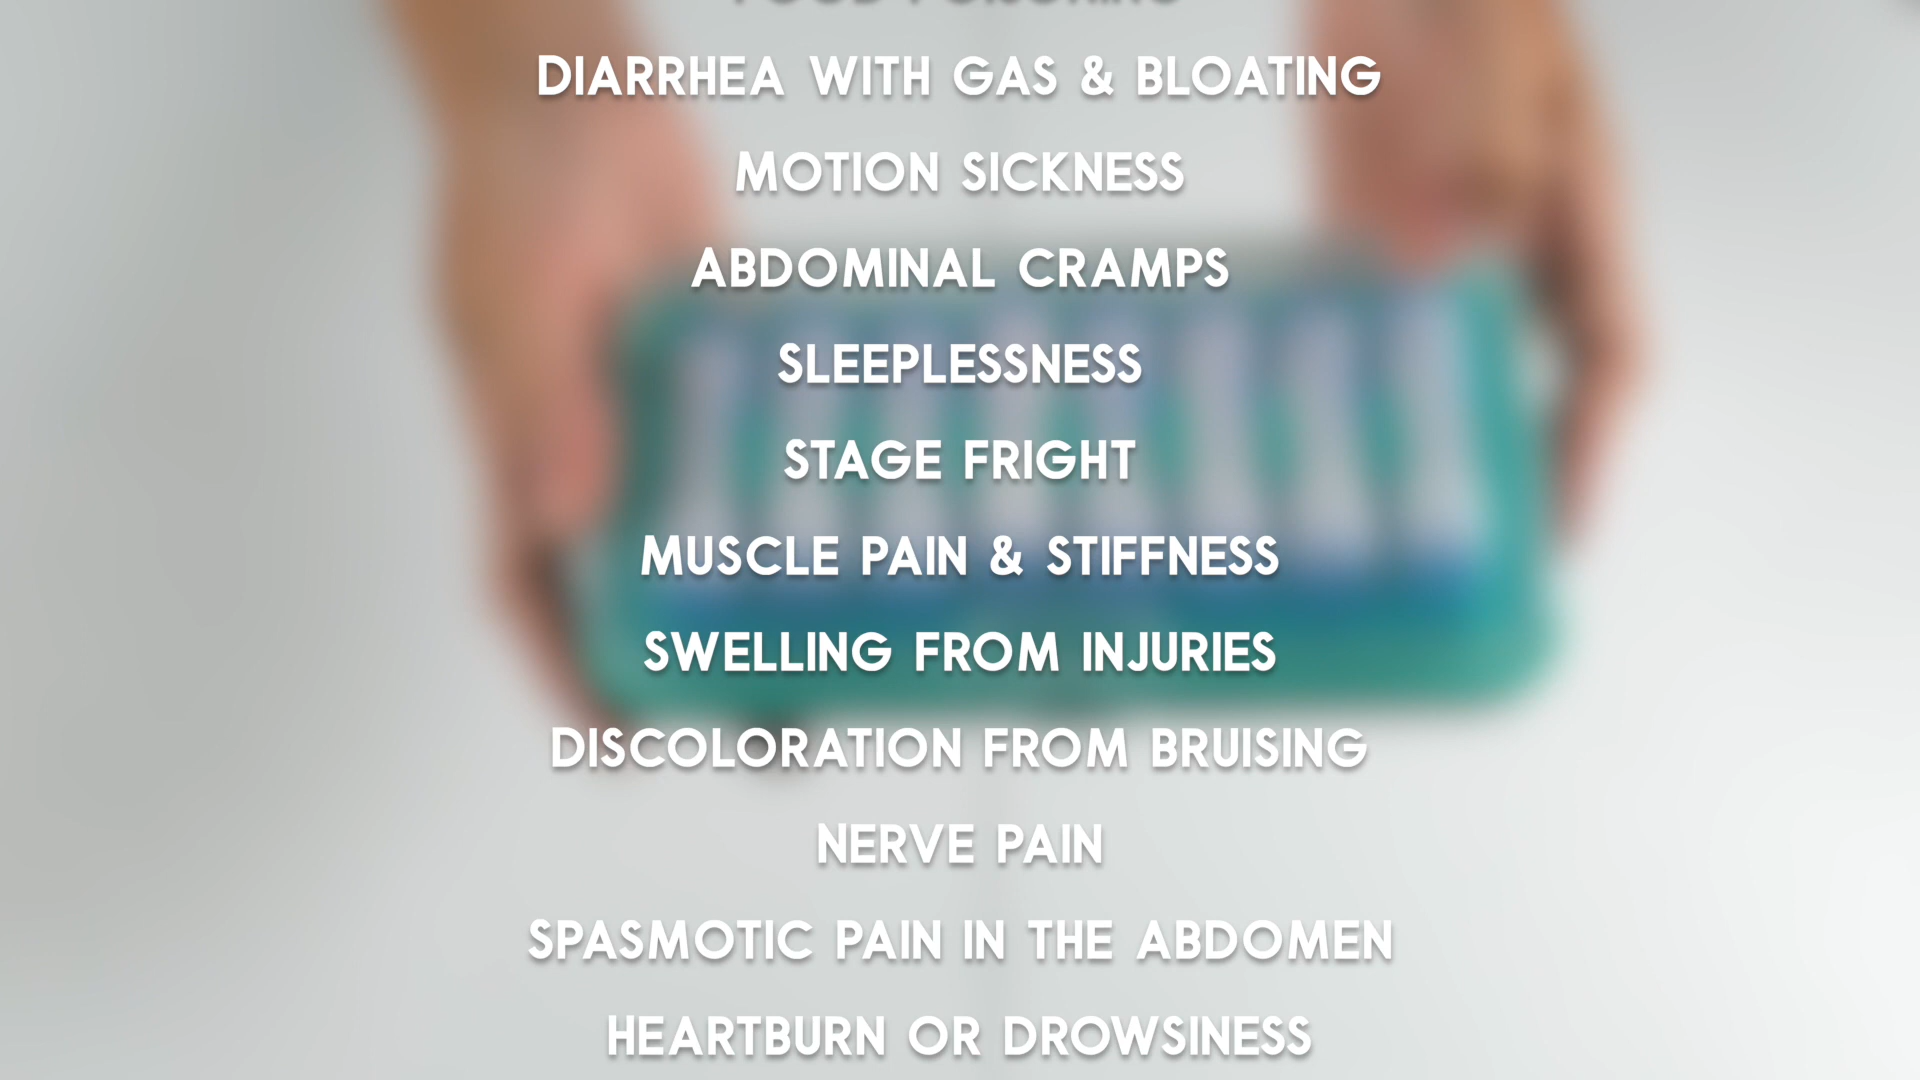 DIARRHEA WITH GAS & BLOATING
MOTION SICKNESS
ABDOMINAL CRAMPS
SLEEPLESSNESS
STAGE FRIGHT
MUSCLE PAIN & STIFFNESS
SWELLING FROM INJURIES
DISCOLORATION FROM BRUISING
NERVE PAIN
SPASMOTIC PAIN IN THE ABDOMEN
HEARTBURN OR DROWSINESS